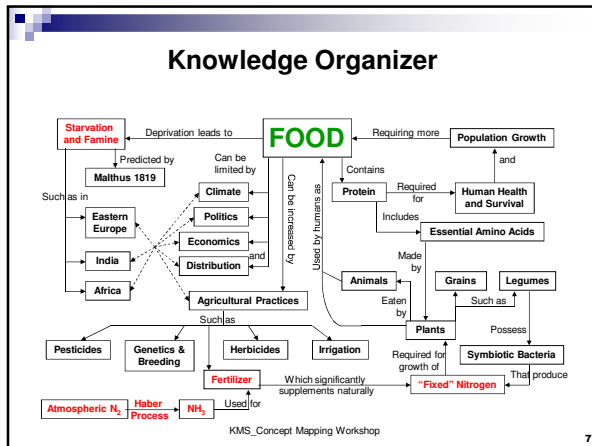 Knowledge Organizer
Starvation
and Famine
Deprivation leads to
FOOD
Requiring more
Population Growth
Predicted by
Malthus 1819
Can be
limited by
Contains
and
Climate
Protein
Required
for
Human Health
and Survival
Such as in
Eastern
Europe
Politics
Can be increased by
Used by humans as
Includes
Essential Amino Acids
Economics
and
India
Distribution
Made
by
Africa
Animals
Grains
Legumes
Agricultural Practices
Eaten
by
Such as
Such as
Plants
Possess
Pesticides
Genetics &
Breeding
Herbicides
Irrigation
Required for
growth of
Symbiotic Bacteria
Fertilizer
Which significantly
supplements naturally
"Fixed" Nitrogen
That produce
Atmospheric N₂
Haber
Process
NH₃
Used for
KMS_Concept Mapping Workshop
7